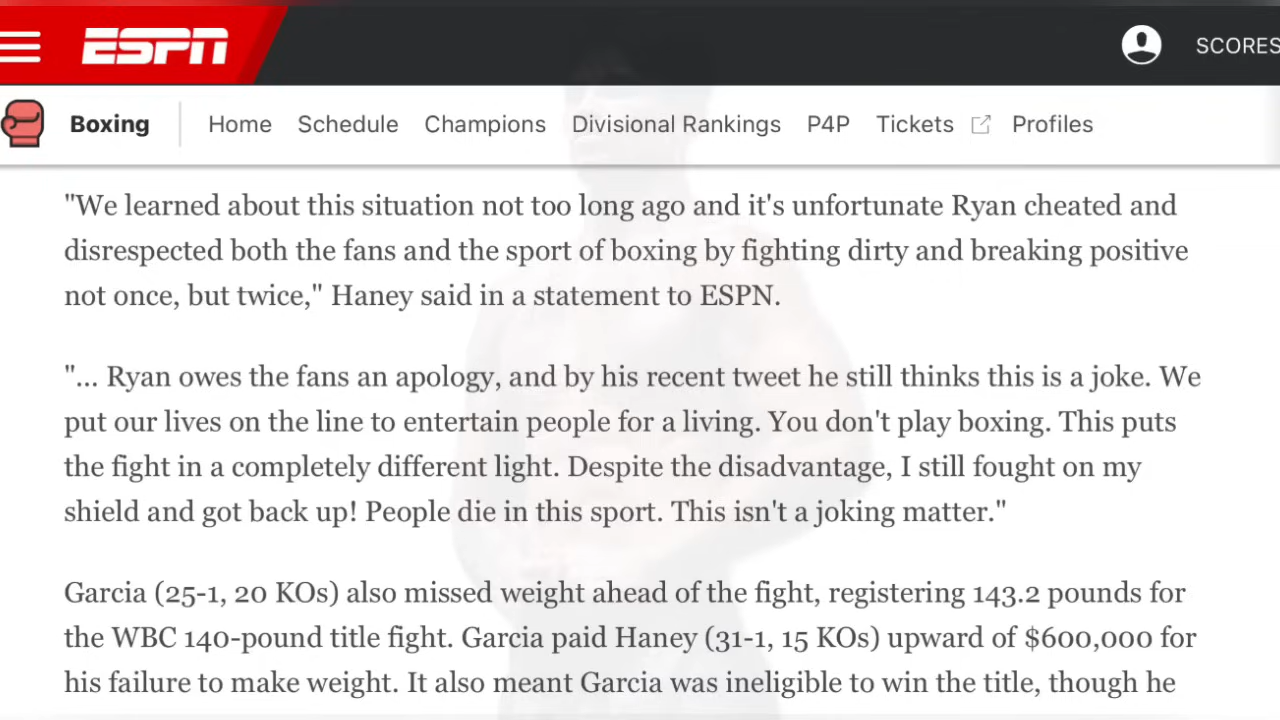 ESPN
SCORES
Boxing Home Schedule Champions Divisional Rankings P4P Tickets Profiles
"We learned about this situation not too long ago and it's unfortunate Ryan cheated and
disrespected both the fans and the sport of boxing by fighting dirty and breaking positive
not once, but twice," Haney said in a statement to ESPN.
"... Ryan owes the fans an apology, and by his recent tweet he still thinks this is a joke. We
put our lives on the line to entertain people for a living. You don't play boxing. This puts
the fight in a completely different light. Despite the disadvantage, I still fought on my
shield and got back up! People die in this sport. This isn't a joking matter."
Garcia (25-1, 20 KOs) also missed weight ahead of the fight, registering 143.2 pounds for
the WBC 140-pound title fight. Garcia paid Haney (31-1, 15 KOs) upward of $600,000 for
his failure to make weight. It also meant Garcia was ineligible to win the title, though he